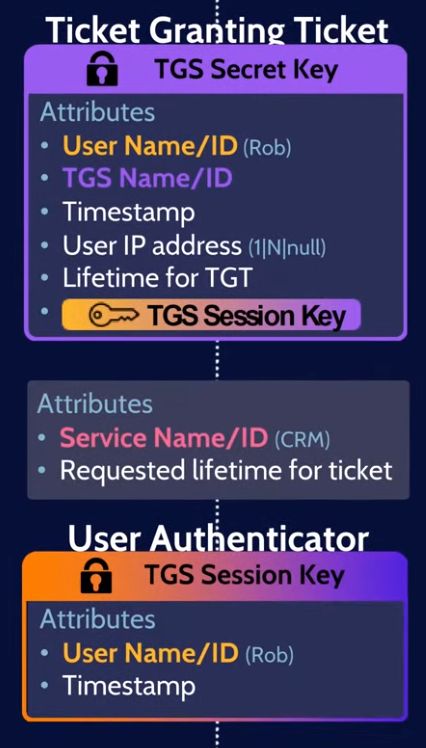 Ticket Granting Ticket
TGS Secret Key
Attributes
• User Name/ID (Rob)
• TGS Name/ID
• Timestamp
• User IP address (1|N|null)
• Lifetime for TGT
• TGS Session Key
Attributes
• Service Name/ID (CRM)
• Requested lifetime for ticket
User Authenticator
TGS Session Key
Attributes
• User Name/ID (Rob)
• Timestamp